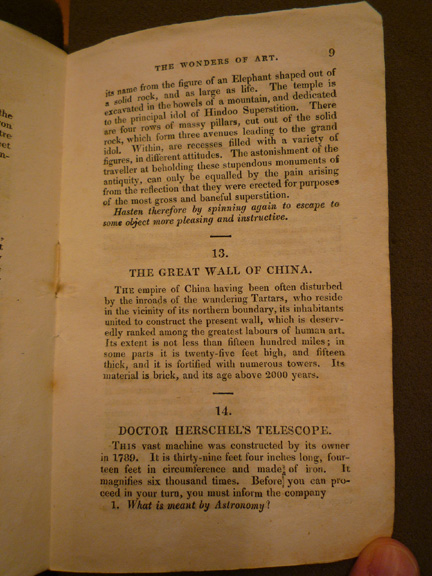 the
ron
tre
et
n-
THE WONDERS OF ART. 9
its name from the figure of an Elephant shaped out of
a solid rock, and as large as life. The temple is
excavated in the bowels of a mountain, and dedicated
to the principal idol of Hindoo Superstition. There
are four rows of massy pillars, cut out of the solid
rock, which form three avenues leading to the grand
idol. Within, are recesses filled with a variety of
figures, in different attitudes. The astonishment of the
traveller at beholding these stupendous monuments of
antiquity, can only be equalled by the pain arising
from the reflection that they were erected for purposes
of the most gross and baneful superstition.
Hasten therefore by spinning again to escape to
some object more pleasing and instructive.
13.
THE GREAT WALL OF CHINA.
THE empire of China having been often disturbed
by the inroads of the wandering Tartars, who reside
in the vicinity of its northern boundary, its inhabitants
united to construct the present wall, which is deserv-
edly ranked among the greatest labours of human art.
Its extent is not less than fifteen hundred miles; in
some parts it is twenty-five feet high, and fifteen
thick, and it is fortified with numerous towers. Its
material is brick, and its age above 2000 years.
14.
DOCTOR HERSCHEL'S TELESCOPE.
THIS vast machine was constructed by its owner
in 1789. It is thirty-nine feet four inches long, four-
teen feet in circumference and made of iron. It
magnifies six thousand times. Before you can pro-
ceed in your turn, you must inform the company
1. What is meant by Astronomy?